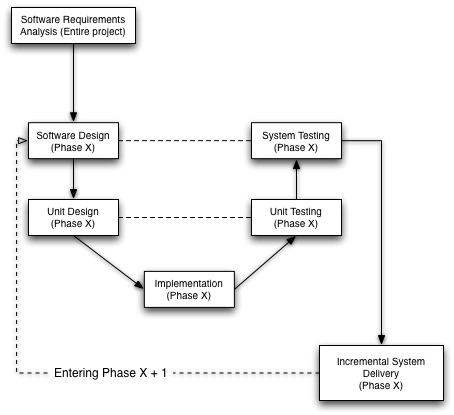 Software Requirements
Analysis (Entire project)
Software Design
(Phase X)
System Testing
(Phase X)
Unit Design
(Phase X)
Unit Testing
(Phase X)
Implementation
(Phase X)
Incremental System
Delivery
(Phase X)
Entering Phase X + 1